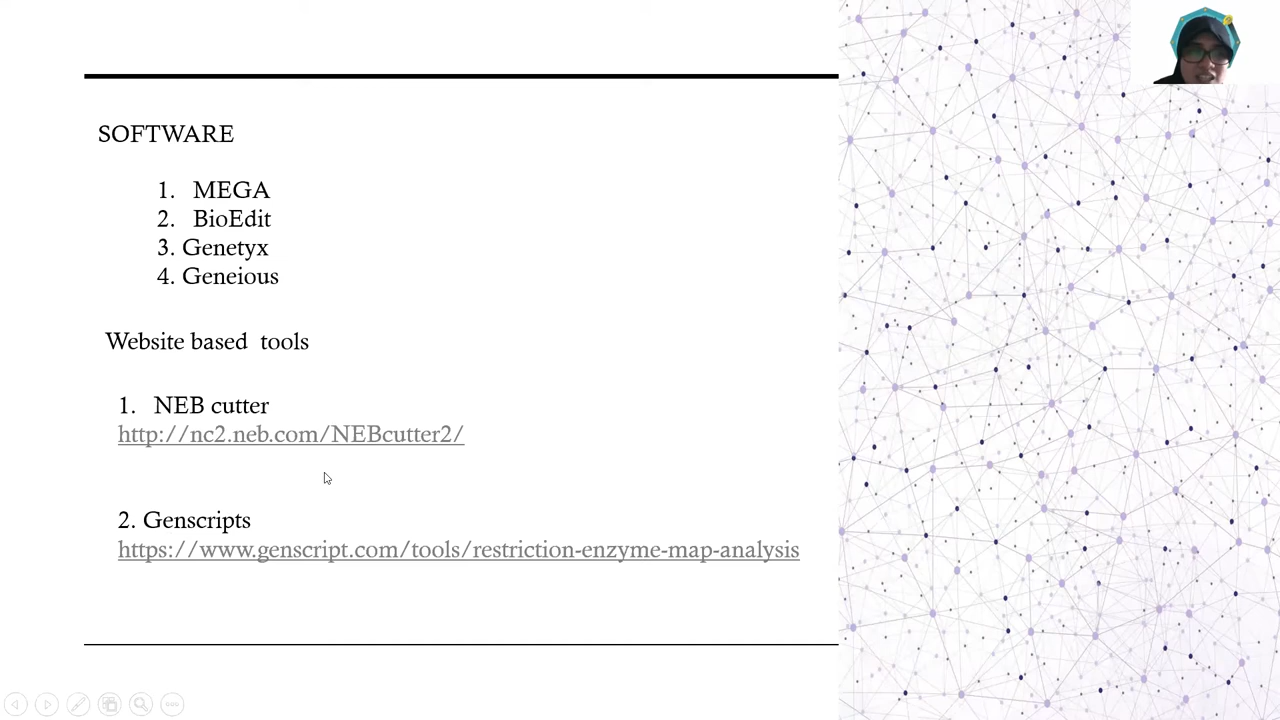 SOFTWARE
1. MEGA
2. BioEdit
3. Genetyx
4. Geneious
Website based tools
1. NEB cutter
http://nc2.neb.com/NEBcutter2/
2. Genscripts
https://www.genscript.com/tools/restriction-enzyme-map-analysis